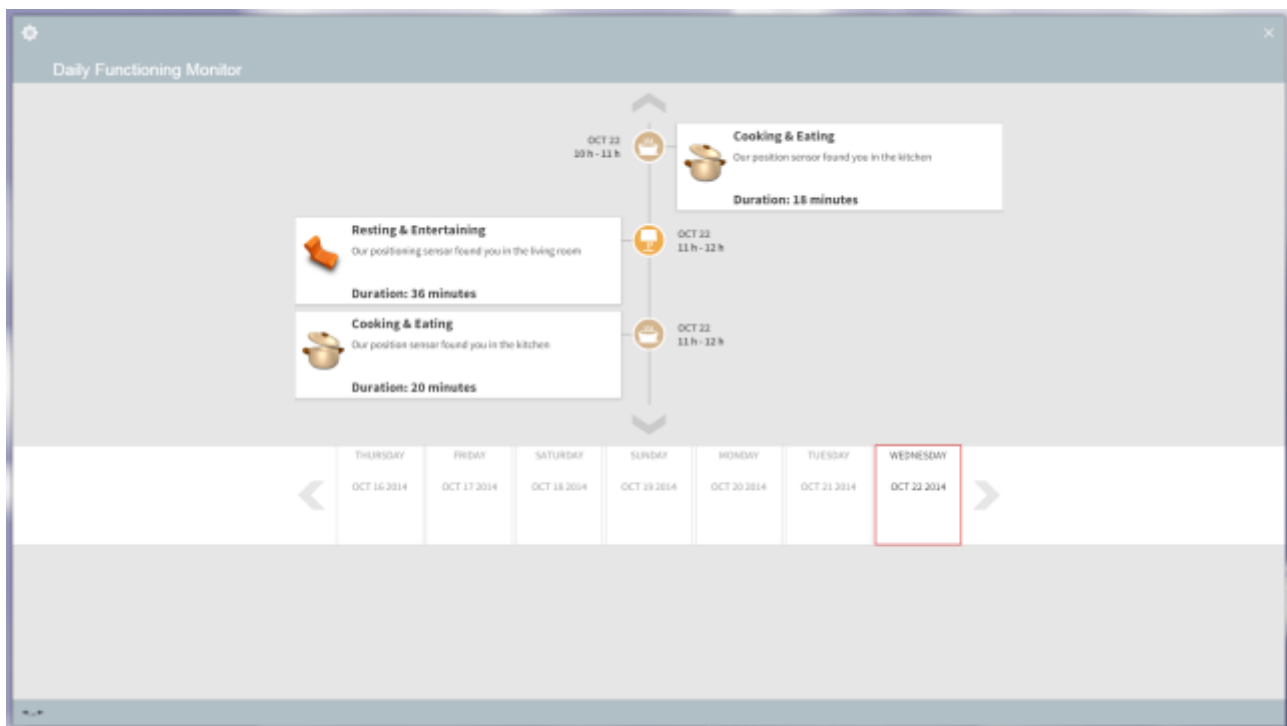 Daily Functioning Monitor
OCT 22
10 h - 11 h
Cooking & Eating
Our position sensor found you in the kitchen
Duration: 18 minutes
Resting & Entertaining
Our positioning sensor found you in the living room
Duration: 36 minutes
OCT 22
11 h - 12 h
Cooking & Eating
Our position sensor found you in the kitchen
Duration: 20 minutes
OCT 22
11 h - 12 h
THURSDAY FRIDAY SATURDAY SUNDAY MONDAY TUESDAY WEDNESDAY
OCT 16 2014 OCT 17 2014 OCT 18 2014 OCT 19 2014 OCT 20 2014 OCT 21 2014 OCT 22 2014